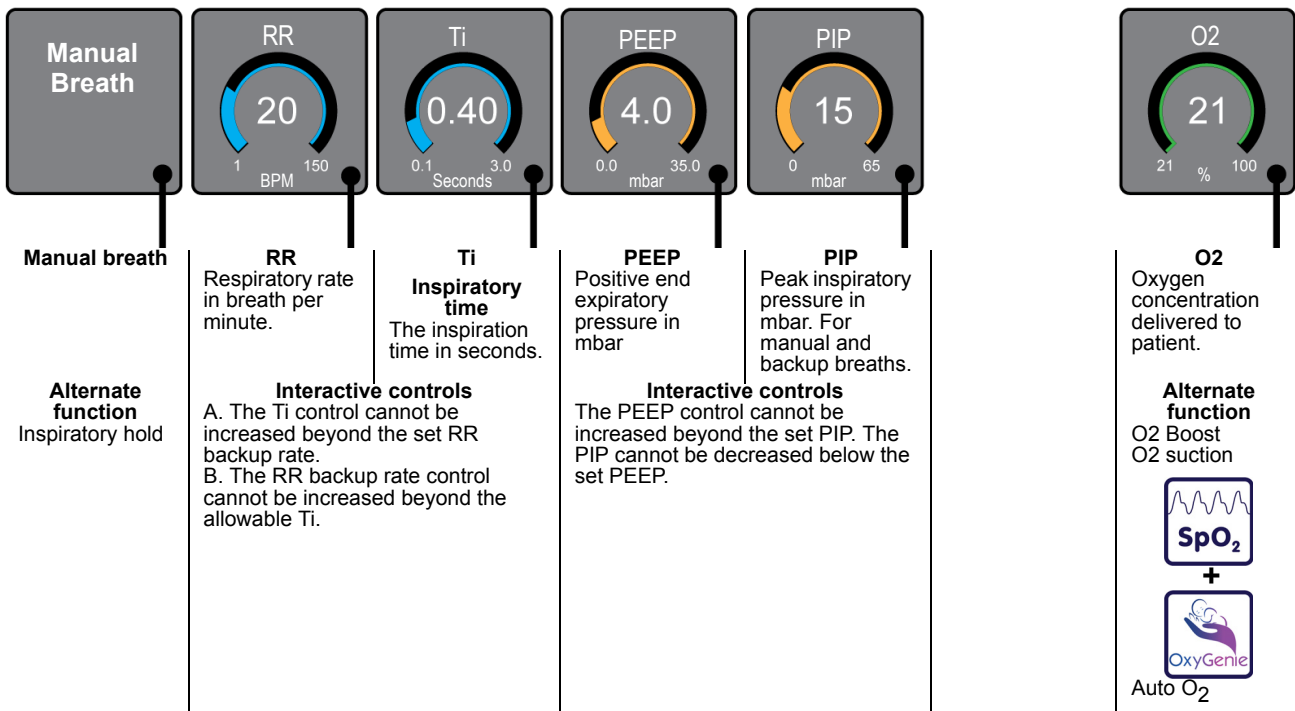 Manual
Breath
RR
20
1 150
BPM
Ti
0.40
0.1 3.0
Seconds
PEEP
4.0
0.0 35.0
mbar
PIP
15
0 65
mbar
O2
21
21 100
%
Manual breath
Alternate
function
Inspiratory hold
RR
Respiratory rate
in breath per
minute.
Ti
Inspiratory
time
The inspiration
time in seconds.
Interactive controls
A. The Ti control cannot be
increased beyond the set RR
backup rate.
B. The RR backup rate control
cannot be increased beyond the
allowable Ti.
PEEP
Positive end
expiratory
pressure in
mbar
PIP
Peak inspiratory
pressure in
mbar. For
manual and
backup breaths.
Interactive controls
The PEEP control cannot be
increased beyond the set PIP. The
PIP cannot be decreased below the
set PEEP.
O2
Oxygen
concentration
delivered to
patient.
Alternate
function
O2 Boost
O2 suction
SpO₂
+
OxyGenie
Auto O₂